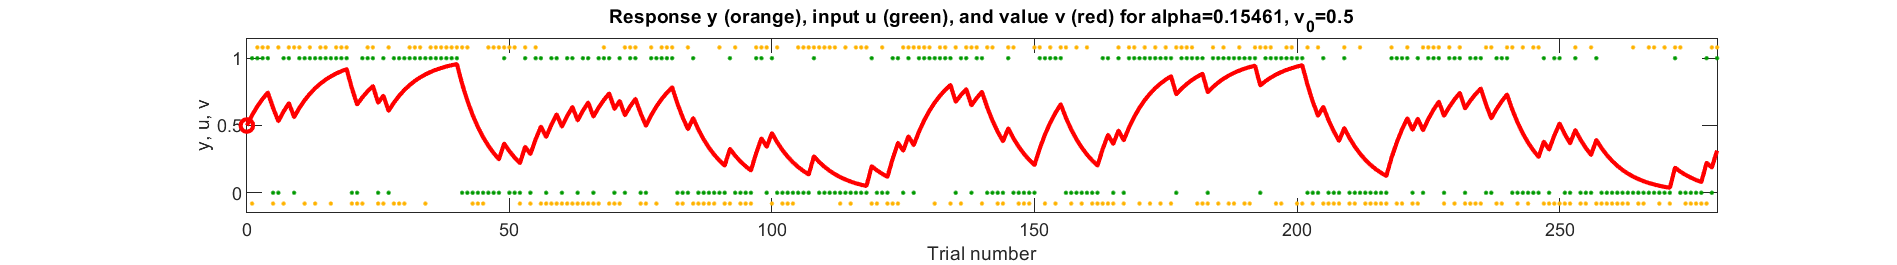 Response y (orange), input u (green), and value v (red) for alpha=0.15461, v0=0.5
1
0.5
0
y, u, v
0 50 100 150 200 250
Trial number